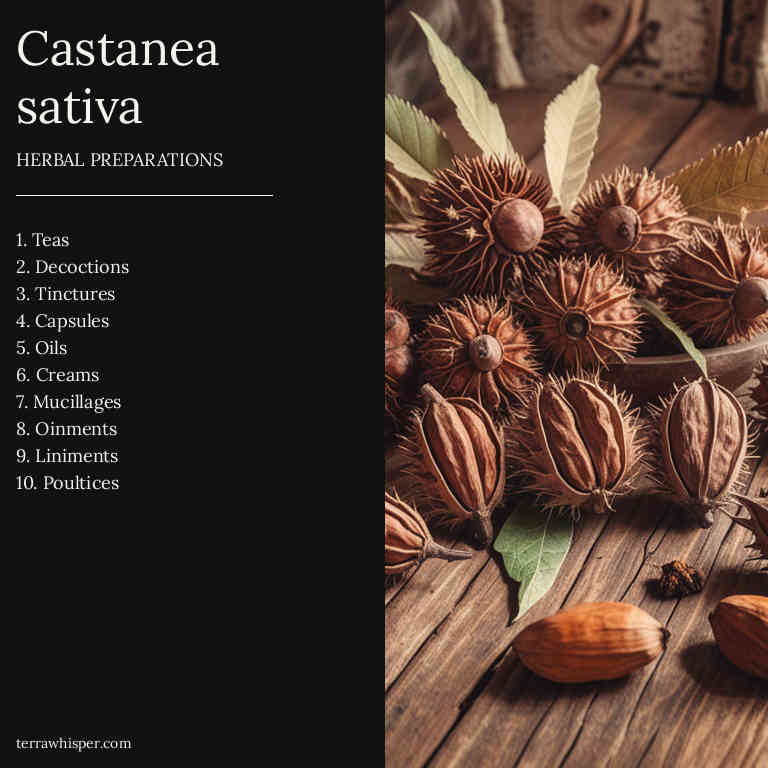 Castanea
sativa
HERBAL PREPARATIONS
1. Teas
2. Decoctions
3. Tinctures
4. Capsules
5. Oils
6. Creams
7. Mucillages
8. Oinments
9. Liniments
10. Poultices
terrawhisper.com